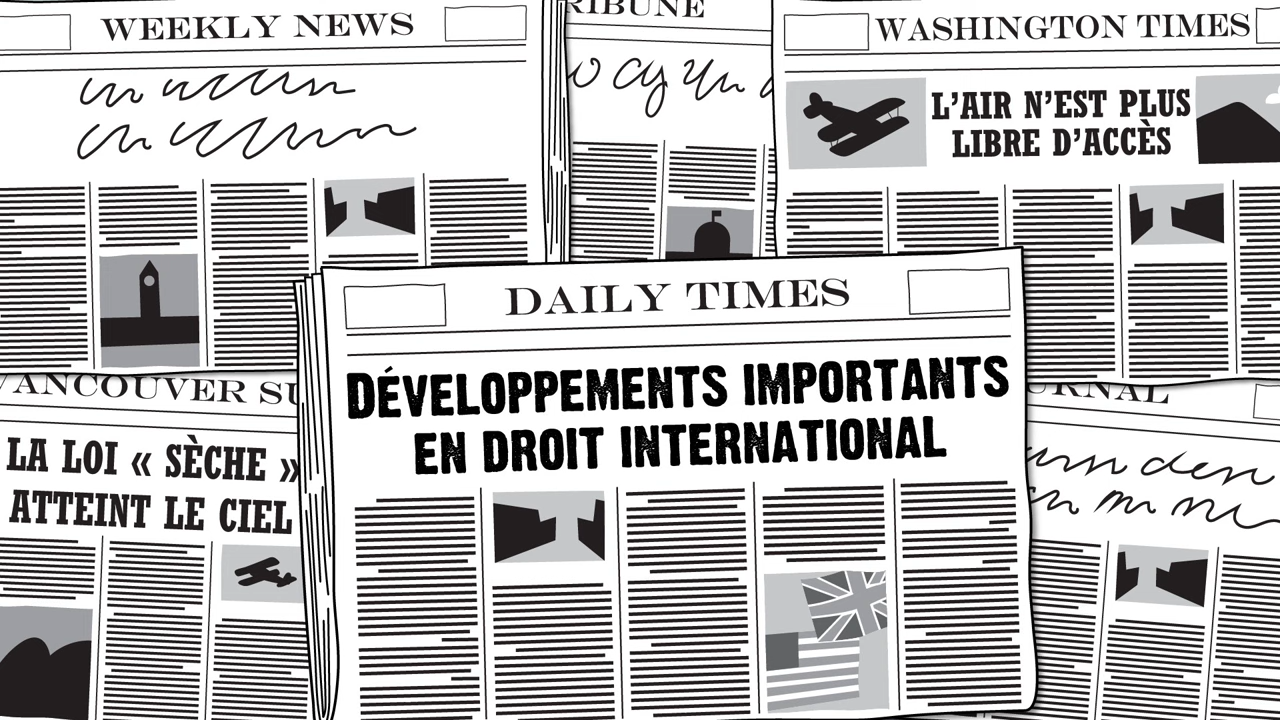 WEEKLY NEWS
RIBUNE
WASHINGTON TIMES
L'AIR N'EST PLUS
LIBRE D'ACCÈS
DAILY TIMES
DÉVELOPPEMENTS IMPORTANTS
EN DROIT INTERNATIONAL
VANCOUVER SU
LA LOI « SÈCHE »
ATTEINT LE CIEL
URNAL